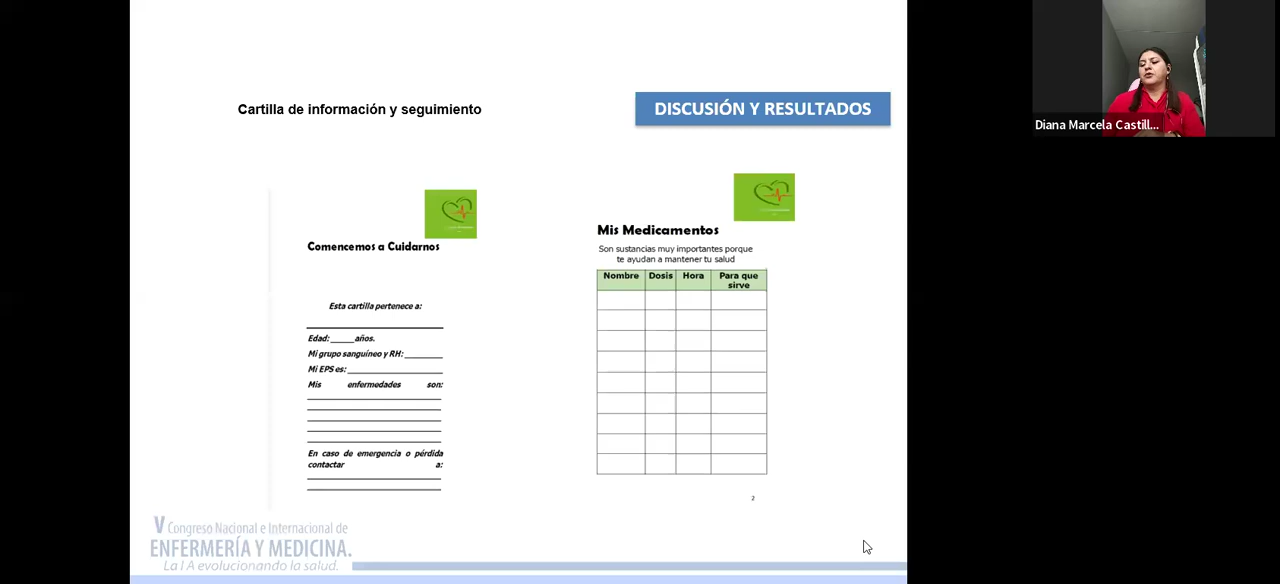 Cartilla de información y seguimiento
DISCUSIÓN Y RESULTADOS
Diana Marcela Castill...
Comencemos a Cuidarnos
Esta cartilla pertenece a:
Edad: _____años.
Mi grupo sanguíneo y RH: ________
Mi EPS es: ____________________
Mis enfermedades son:
En caso de emergencia o pérdida
contactar a:
Mis Medicamentos
Son sustancias muy importantes porque
te ayudan a mantener tu salud
Nombre Dosis Hora Para que
sirve
2
V Congreso Nacional e Internacional de
ENFERMERÍA Y MEDICINA.
La I A evolucionando la salud.